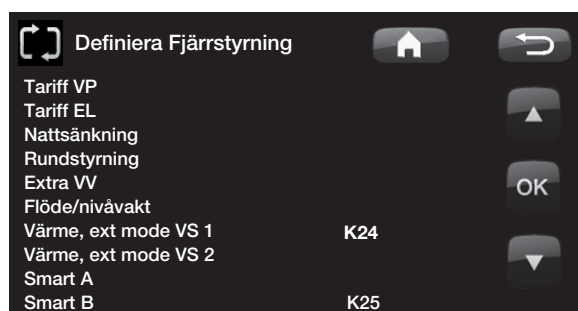 Definiera Fjärrstyrning
Tariff VP
Tariff EL
Nattsänkning
Rundstyrning
Extra VV
OK
Flöde/nivåvakt
Värme, ext mode VS 1 K24
Värme, ext mode VS 2
Smart A
Smart B K25